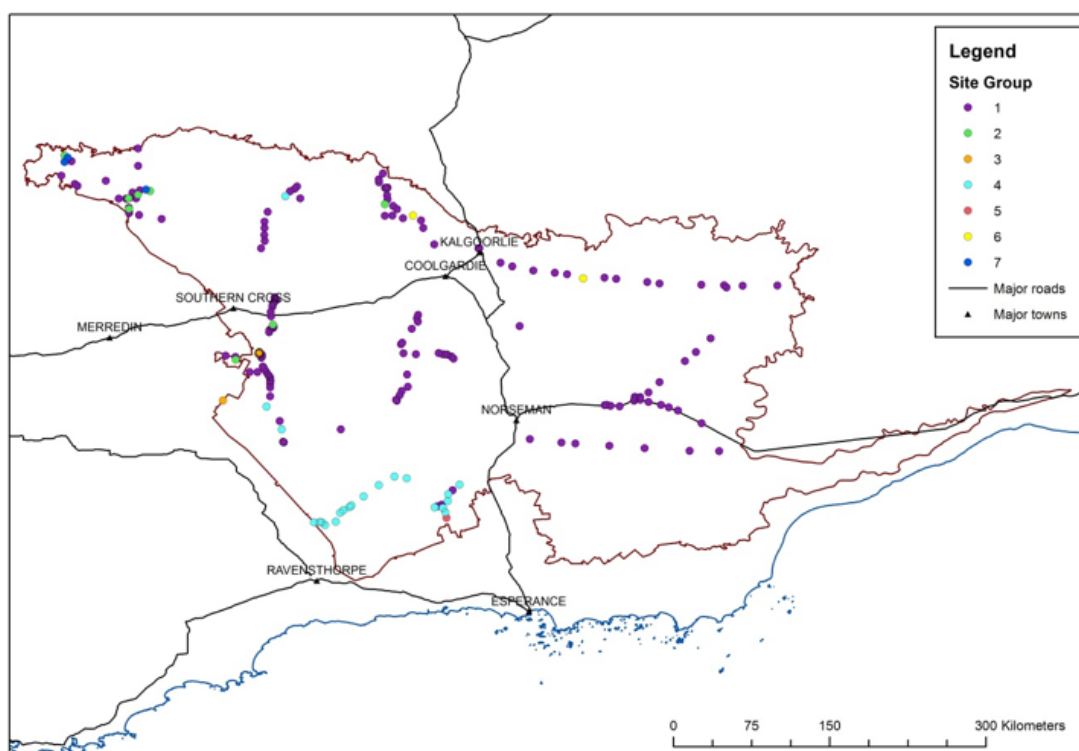 Legend
Site Group
1
2
3
4
5
6
7
Major roads
Major towns
KALGOORLIE
COOLGARDIE
SOUTHERN CROSS
MERREDIN
NORSEMAN
RAVENSTHORPE
ESPERANCE
0 75 150 300 Kilometers